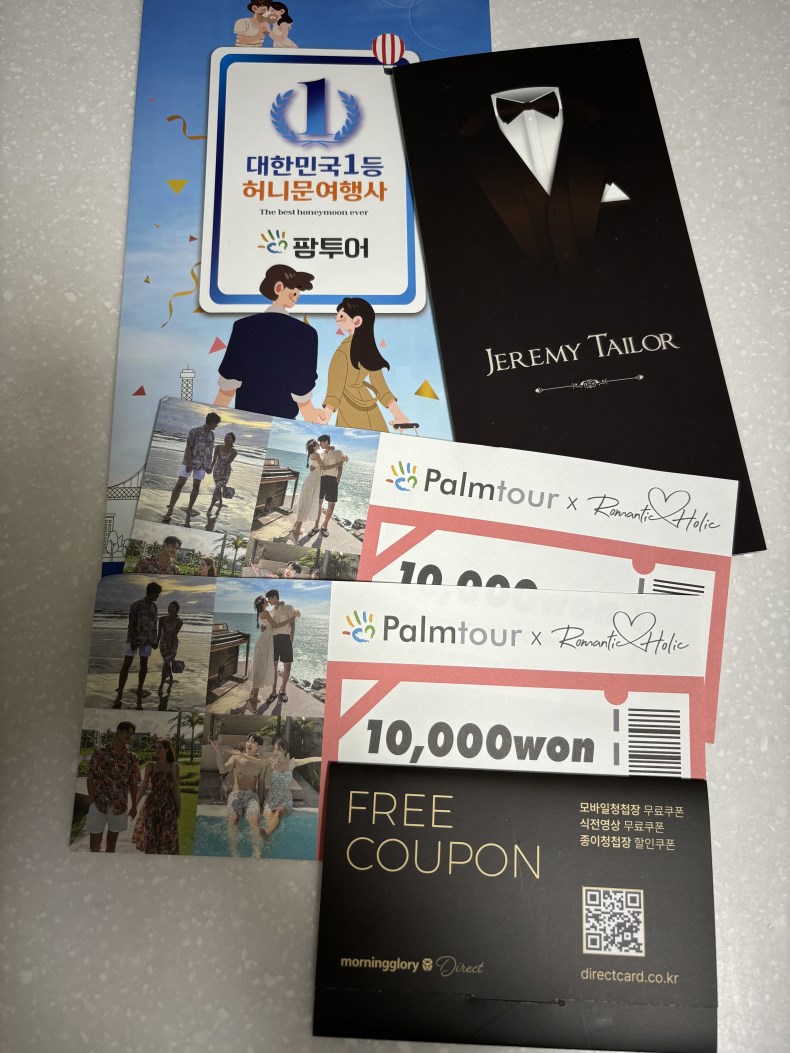 1
대한민국1등
허니문여행사
The best honeymoon ever
팜투어
JEREMY TAILOR
Palmtour x Romantic Holic
10,000won
Palmtour x Romantic Holic
10,000won
FREE
COUPON
모바일청첩장 무료쿠폰
식전영상 무료쿠폰
종이청첩장 할인쿠폰
morningglory Direct
directcard.co.kr